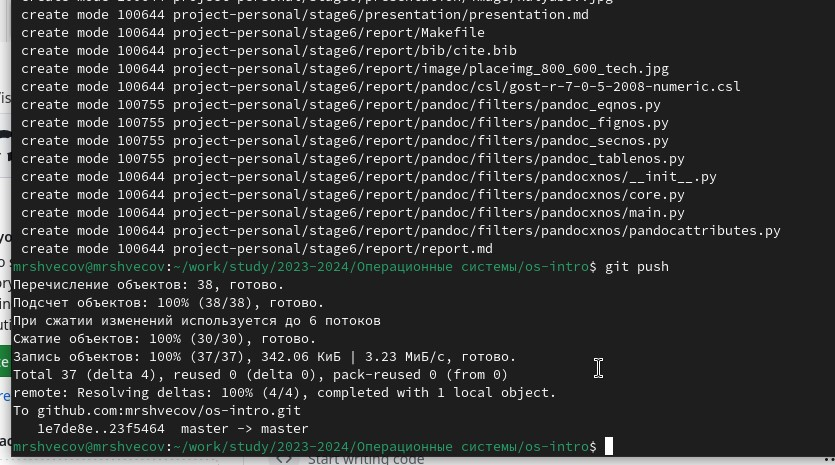 create mode 100644 project-personal/stage6/presentation/presentation.md
create mode 100644 project-personal/stage6/report/Makefile
create mode 100644 project-personal/stage6/report/bib/cite.bib
create mode 100644 project-personal/stage6/report/image/placeimg_800_600_tech.jpg
create mode 100644 project-personal/stage6/report/pandoc/csl/gost-r-7-0-5-2008-numeric.csl
create mode 100755 project-personal/stage6/report/pandoc/filters/pandoc_eqnos.py
create mode 100755 project-personal/stage6/report/pandoc/filters/pandoc_fignos.py
create mode 100755 project-personal/stage6/report/pandoc/filters/pandoc_secnos.py
create mode 100755 project-personal/stage6/report/pandoc/filters/pandoc_tablenos.py
create mode 100644 project-personal/stage6/report/pandoc/filters/pandocxnos/__init__.py
create mode 100644 project-personal/stage6/report/pandoc/filters/pandocxnos/core.py
create mode 100644 project-personal/stage6/report/pandoc/filters/pandocxnos/main.py
create mode 100644 project-personal/stage6/report/pandoc/filters/pandocxnos/pandocattributes.py
create mode 100644 project-personal/stage6/report/report.md
mrshvecov@mrshvecov:~/work/study/2023-2024/Операционные системы/os-intro$ git push
Перечисление объектов: 38, готово.
Подсчет объектов: 100% (38/38), готово.
При сжатии изменений используется до 6 потоков
Сжатие объектов: 100% (30/30), готово.
Запись объектов: 100% (37/37), 342.06 КиБ | 3.23 МиБ/с, готово.
Total 37 (delta 4), reused 0 (delta 0), pack-reused 0 (from 0)
remote: Resolving deltas: 100% (4/4), completed with 1 local object.
To github.com:mrshvecov/os-intro.git
1e7de8e..23f5464 master -> master
mrshvecov@mrshvecov:~/work/study/2023-2024/Операционные системы/os-intro$
Start writing code